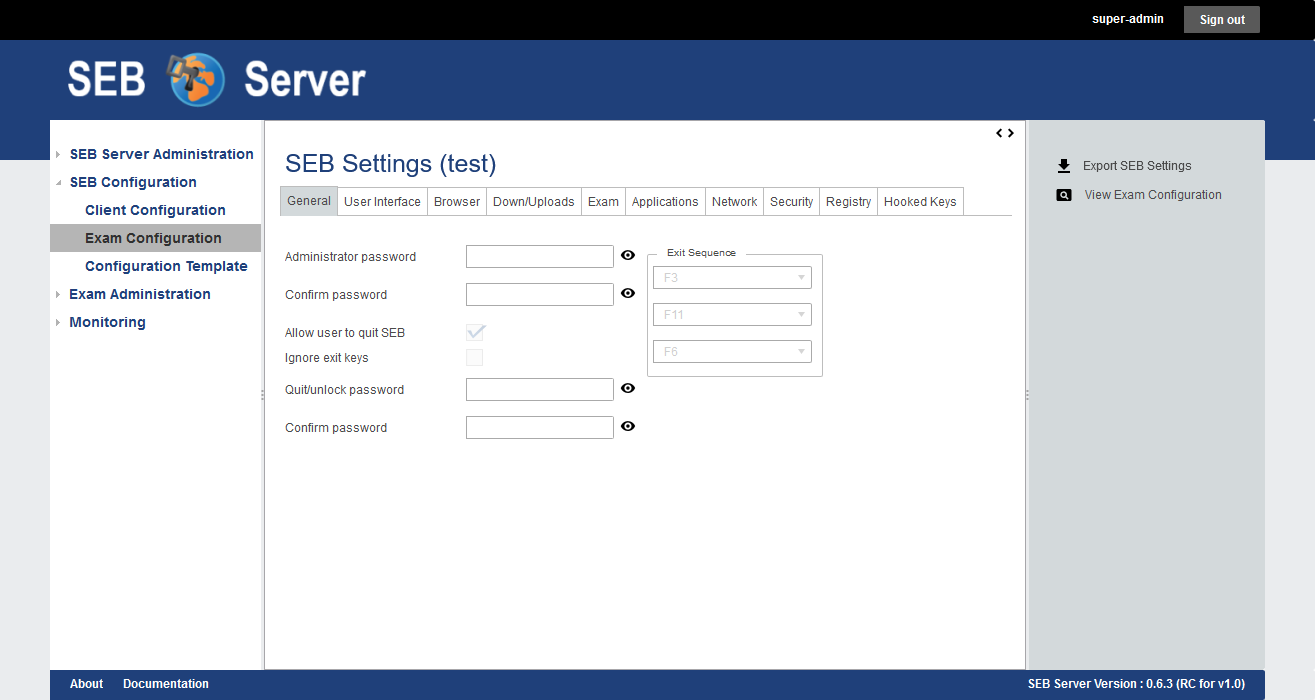 super-admin Sign out
SEB Server
SEB Server Administration
SEB Configuration
Client Configuration
Exam Configuration
Configuration Template
Exam Administration
Monitoring
SEB Settings (test)
General User Interface Browser Down/Uploads Exam Applications Network Security Registry Hooked Keys
Administrator password
Confirm password
Allow user to quit SEB
Ignore exit keys
Quit/unlock password
Confirm password
Exit Sequence
F3
F11
F6
Export SEB Settings
View Exam Configuration
About Documentation
SEB Server Version : 0.6.3 (RC for v1.0)